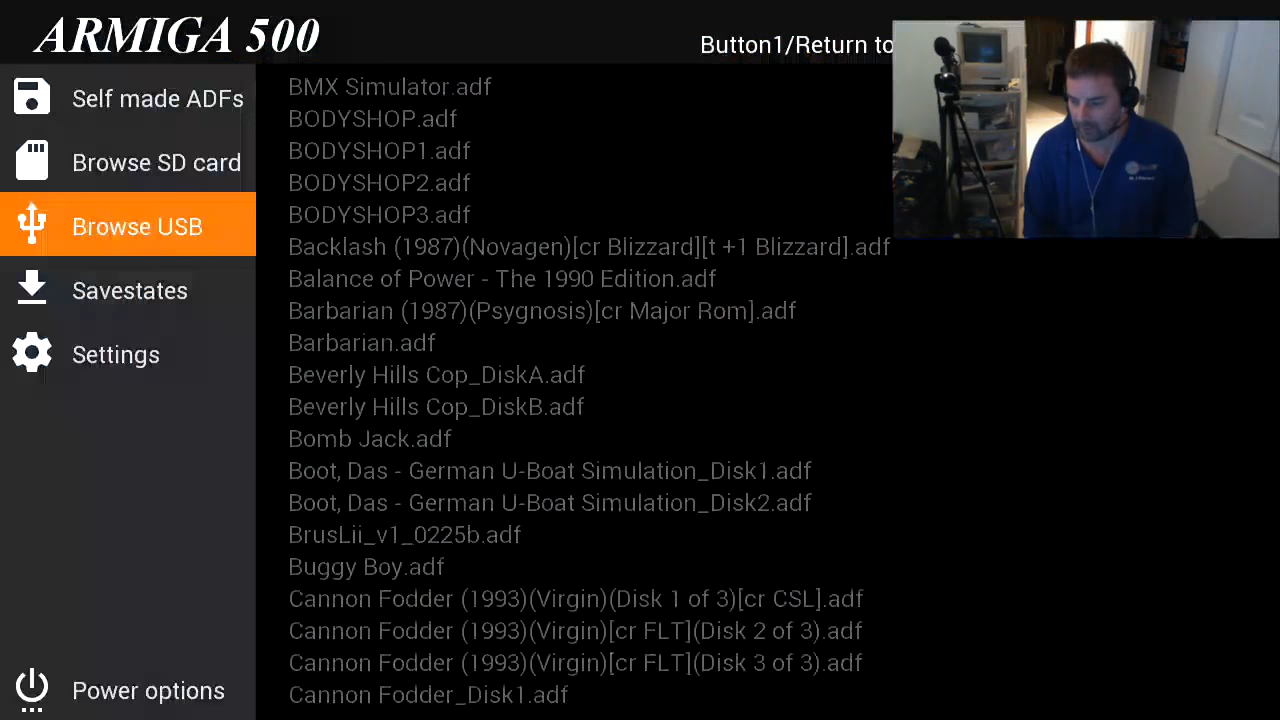 ARMIGA 500
Button1/Return to
Self made ADFs
Browse SD card
Browse USB
Savestates
Settings
Power options
BMX Simulator.adf
BODYSHOP.adf
BODYSHOP1.adf
BODYSHOP2.adf
BODYSHOP3.adf
Backlash (1987)(Novagen)[cr Blizzard][t +1 Blizzard].adf
Balance of Power - The 1990 Edition.adf
Barbarian (1987)(Psygnosis)[cr Major Rom].adf
Barbarian.adf
Beverly Hills Cop_DiskA.adf
Beverly Hills Cop_DiskB.adf
Bomb Jack.adf
Boot, Das - German U-Boat Simulation_Disk1.adf
Boot, Das - German U-Boat Simulation_Disk2.adf
BrusLii_v1_0225b.adf
Buggy Boy.adf
Cannon Fodder (1993)(Virgin)(Disk 1 of 3)[cr CSL].adf
Cannon Fodder (1993)(Virgin)[cr FLT](Disk 2 of 3).adf
Cannon Fodder (1993)(Virgin)[cr FLT](Disk 3 of 3).adf
Cannon Fodder_Disk1.adf